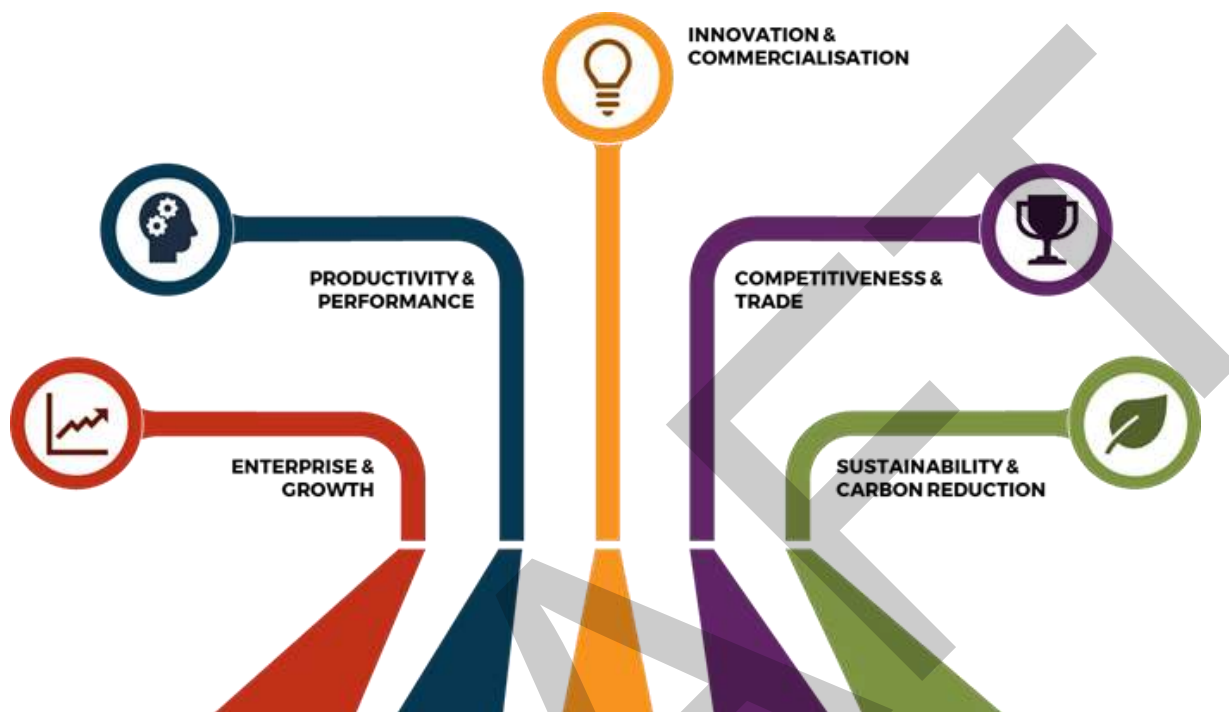 INNOVATION &
COMMERCIALISATION
PRODUCTIVITY &
PERFORMANCE
COMPETITIVENESS &
TRADE
ENTERPRISE &
GROWTH
SUSTAINABILITY &
CARBON REDUCTION